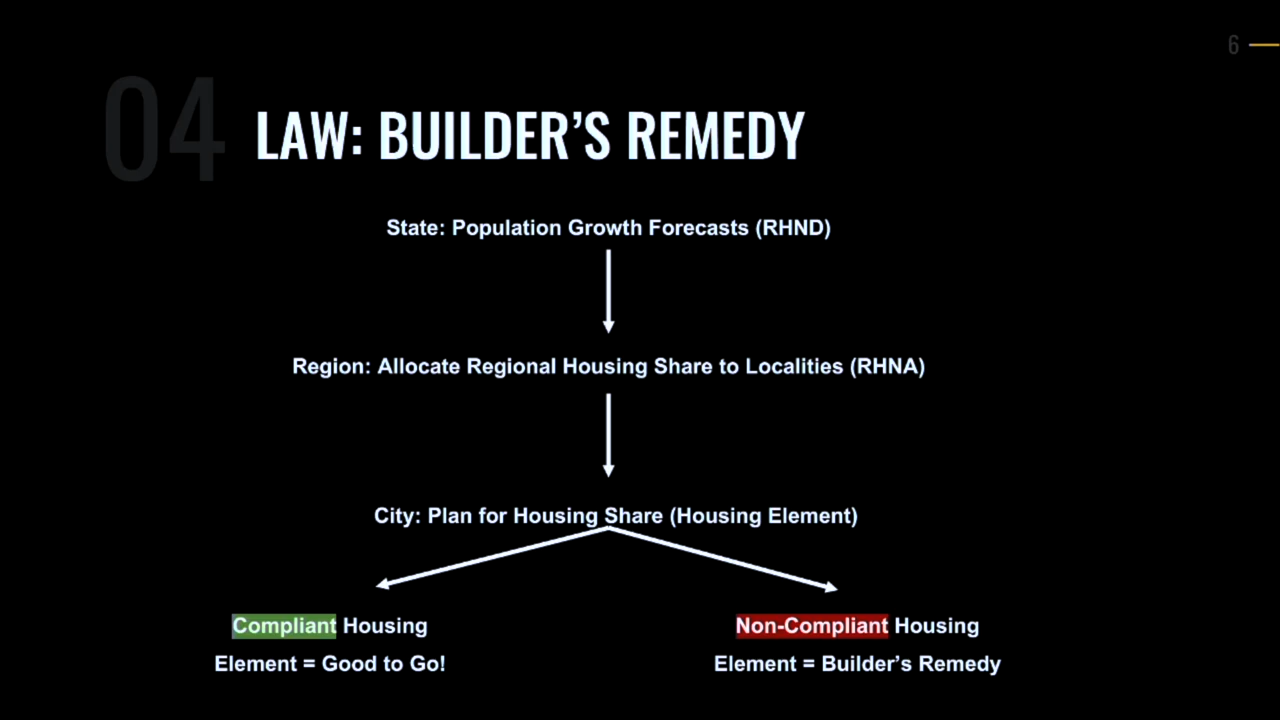 6
04
LAW: BUILDER’S REMEDY
State: Population Growth Forecasts (RHND)
Region: Allocate Regional Housing Share to Localities (RHNA)
City: Plan for Housing Share (Housing Element)
Compliant Housing
Element = Good to Go!
Non-Compliant Housing
Element = Builder’s Remedy